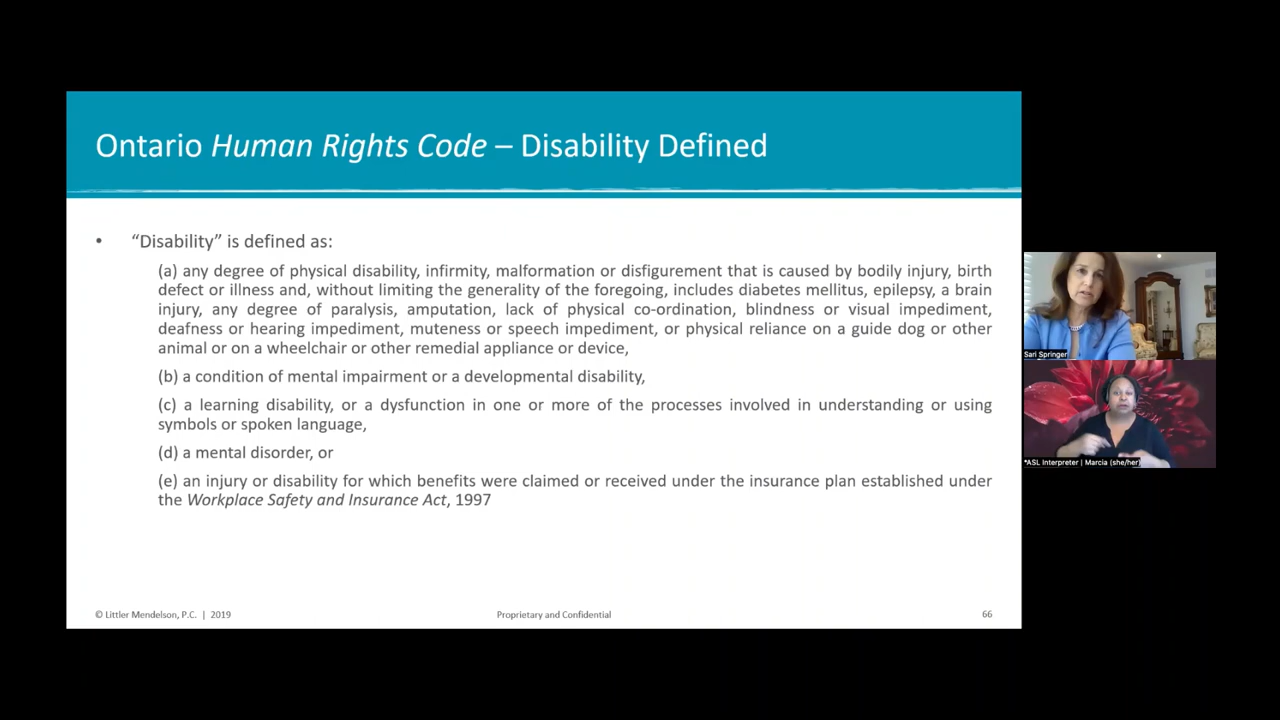 Ontario Human Rights Code – Disability Defined
• “Disability” is defined as:
(a) any degree of physical disability, infirmity, malformation or disfigurement that is caused by bodily injury, birth
defect or illness and, without limiting the generality of the foregoing, includes diabetes mellitus, epilepsy, a brain
injury, any degree of paralysis, amputation, lack of physical co-ordination, blindness or visual impediment,
deafness or hearing impediment, muteness or speech impediment, or physical reliance on a guide dog or other
animal or on a wheelchair or other remedial appliance or device,
(b) a condition of mental impairment or a developmental disability,
(c) a learning disability, or a dysfunction in one or more of the processes involved in understanding or using
symbols or spoken language,
(d) a mental disorder, or
(e) an injury or disability for which benefits were claimed or received under the insurance plan established under
the Workplace Safety and Insurance Act, 1997
© Littler Mendelson, P.C. | 2019
Proprietary and Confidential
66
Sari Springer
*ASL Interpreter | Marcia (she/her)